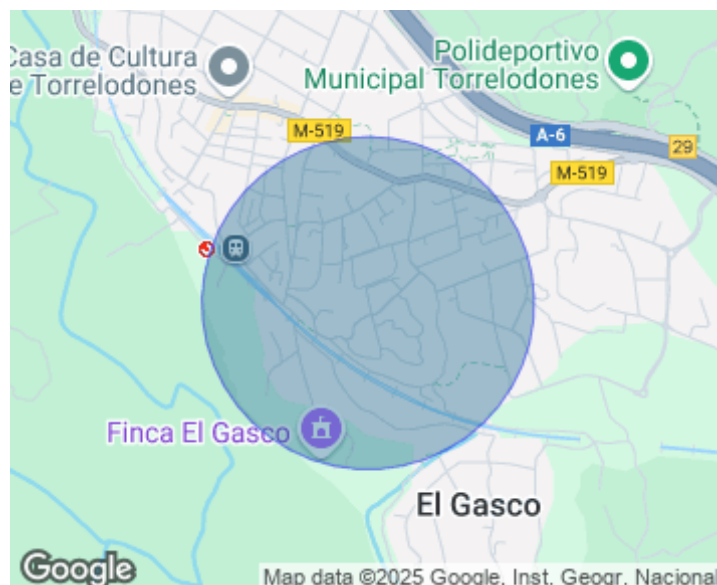 Casa de Cultura
e Torrelodones
Polideportivo
Municipal Torrelodones
M-519
A-6
29
M-519
Finca El Gasco
El Gasco
Google
Map data ©2025 Google, Inst. Geogr. Nacional